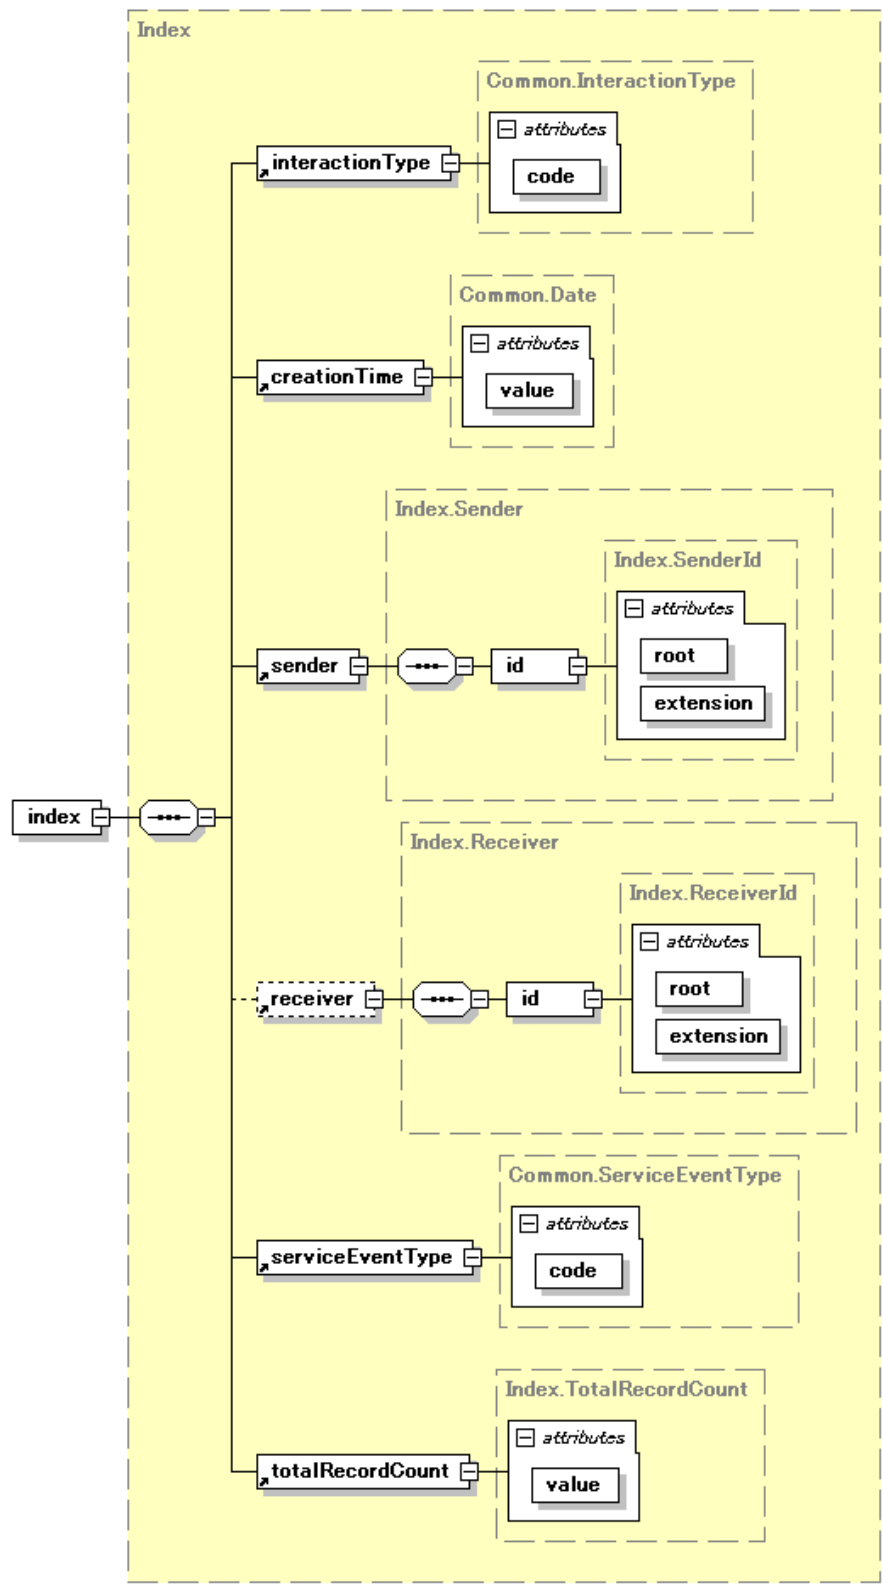 Index
Common.InteractionType
attributes
interactionType
code
Common.Date
attributes
creationTime
value
Index.Sender
Index.SenderId
attributes
sender
id
root
extension
index
Index.Receiver
Index.ReceiverId
attributes
receiver
id
root
extension
Common.ServiceEventType
attributes
serviceEventType
code
Index.TotalRecordCount
attributes
totalRecordCount
value